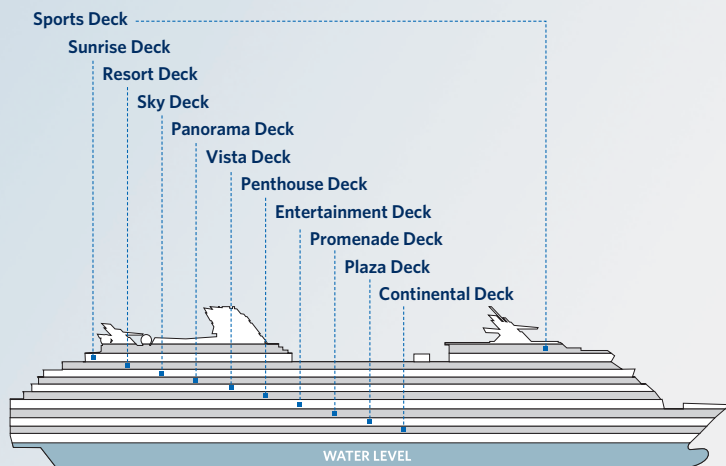 Sports Deck
Sunrise Deck
Resort Deck
Sky Deck
Panorama Deck
Vista Deck
Penthouse Deck
Entertainment Deck
Promenade Deck
Plaza Deck
Continental Deck
WATER LEVEL